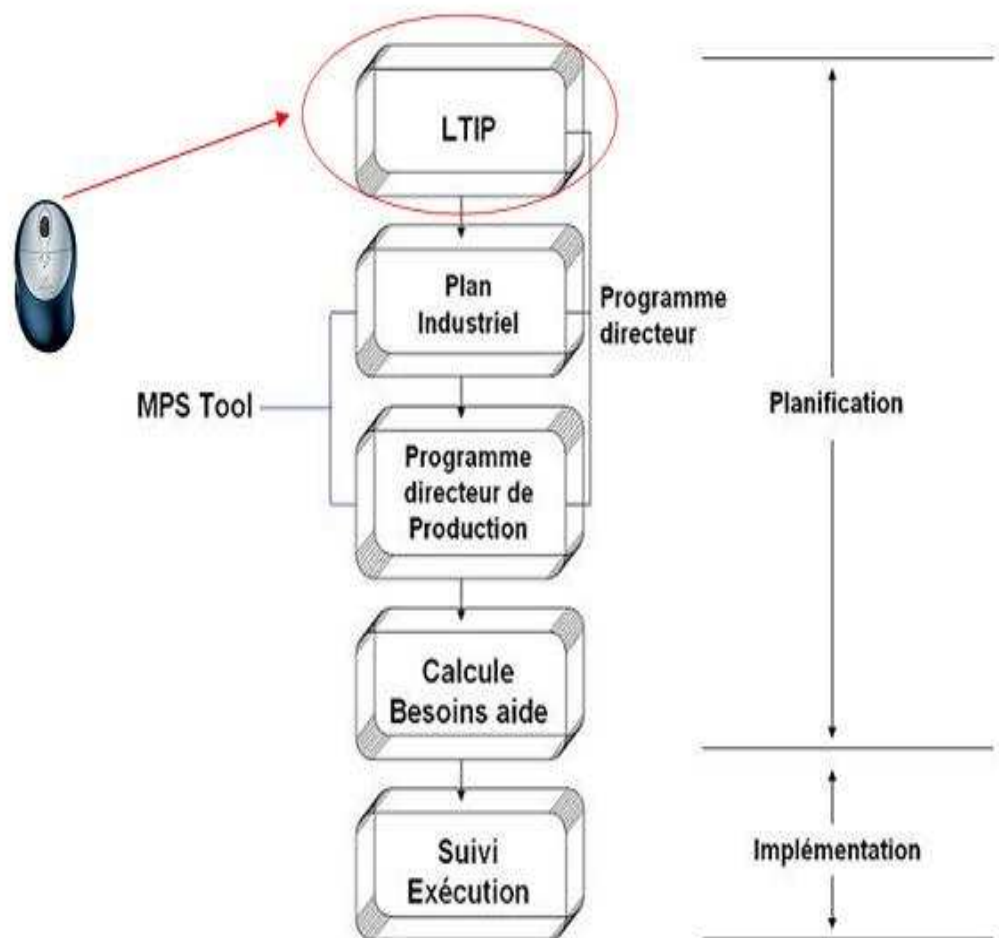 LTIP
Plan
Industriel
Programme
directeur
MPS Tool
Planification
Programme
directeur de
Production
Calcule
Besoins aide
Suivi
Exécution
Implémentation